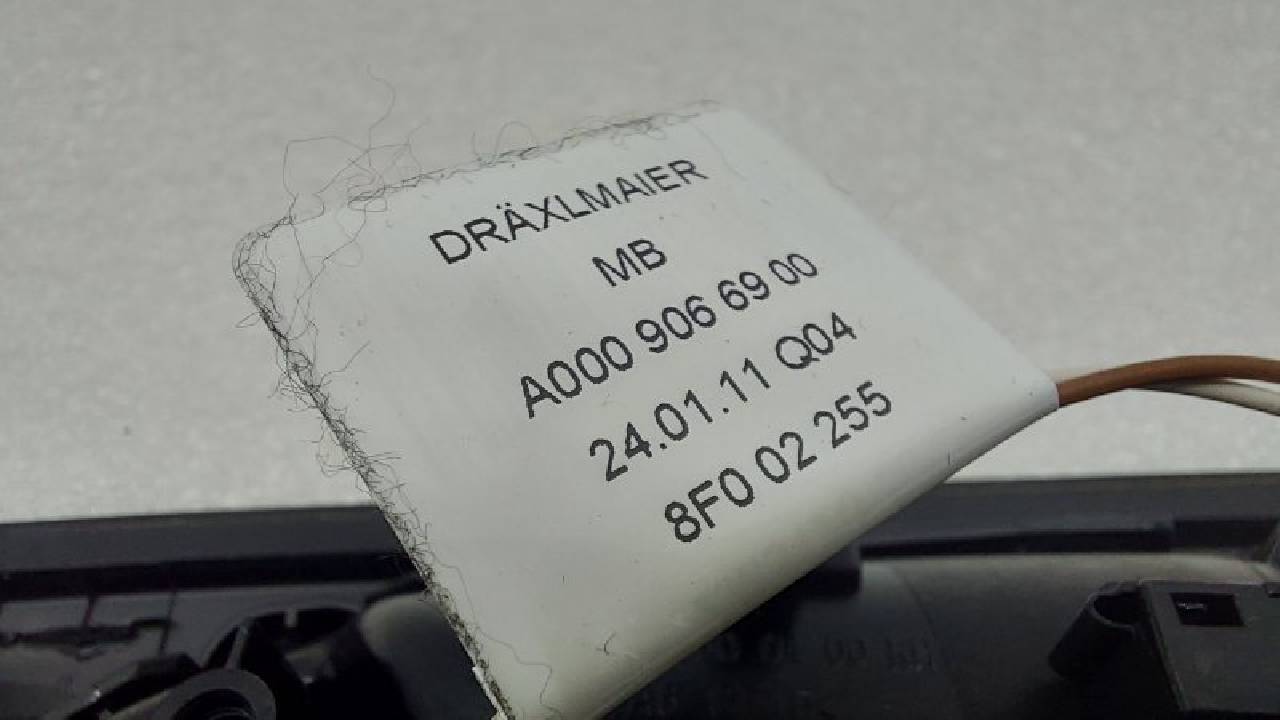 DRÄXLMAIER
MB
A000 906 69 00
24.01.11 Q04
8F0 02 255